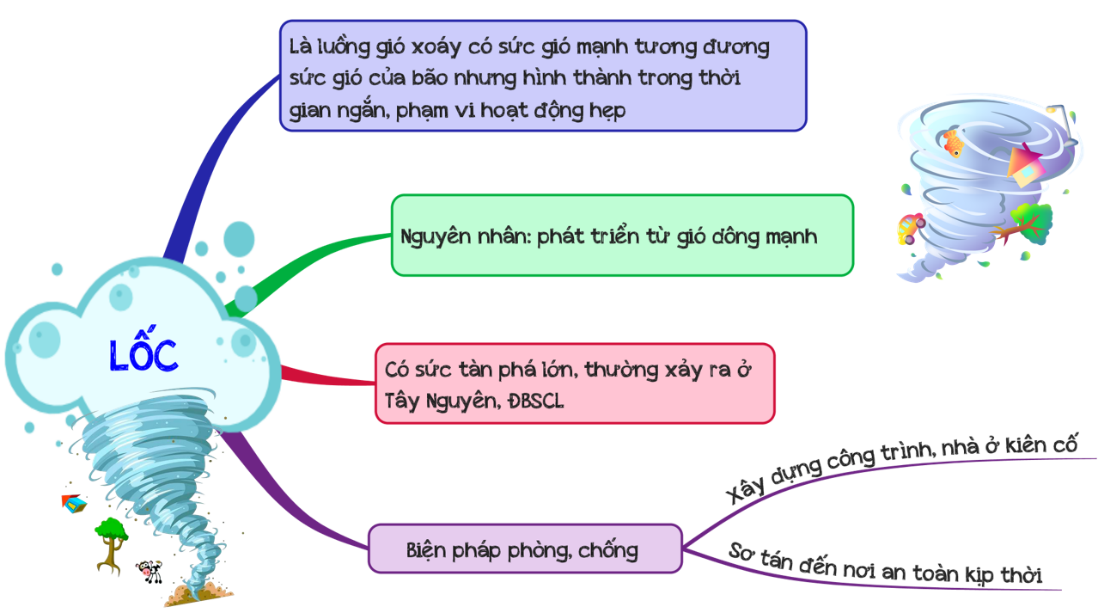 Là luồng gió xoáy có sức gió mạnh tương đương
sức gió của bão nhưng hình thành trong thời
gian ngắn, phạm vi hoạt động hẹp
Nguyên nhân: phát triển từ gió dông mạnh
LỐC
Có sức tàn phá lớn, thường xảy ra ở
Tây Nguyên, ĐBSCL
Biện pháp phòng, chống
Xây dựng công trình, nhà ở kiên cố
Sơ tán đến nơi an toàn kịp thời